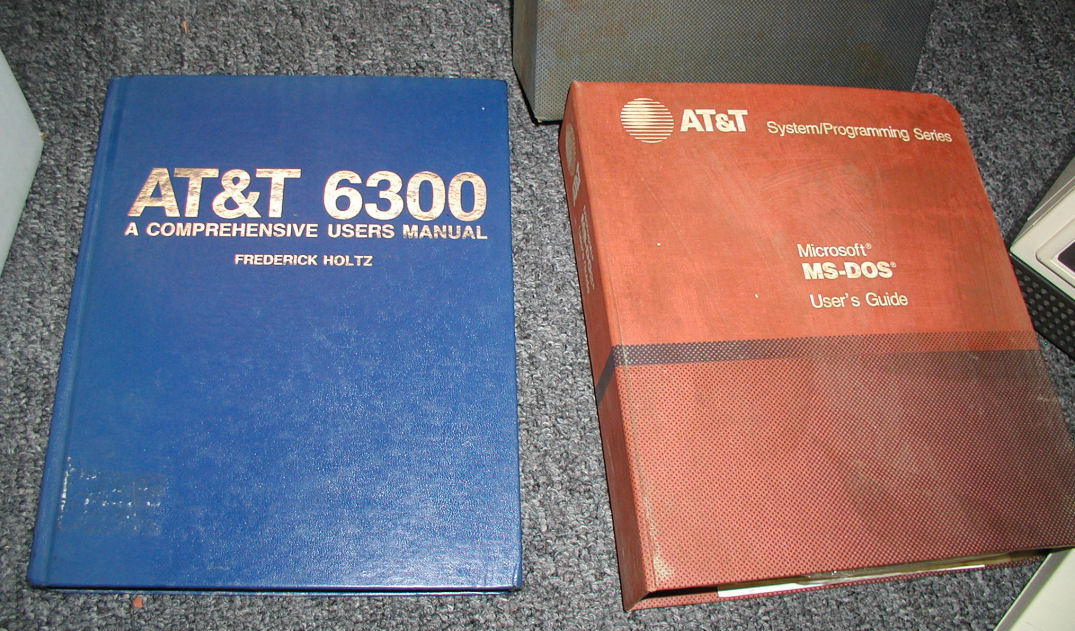 AT&T 6300
A COMPREHENSIVE USERS MANUAL
FREDERICK HOLTZ
AT&T System/Programming Series
Microsoft®
MS-DOS®
User's Guide